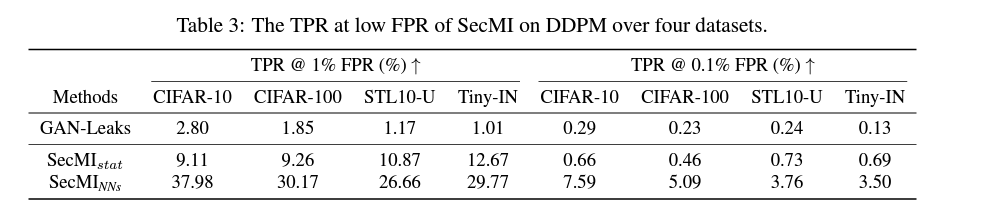 Table 3: The TPR at low FPR of SecMI on DDPM over four datasets.
TPR @ 1% FPR (%) ↑ TPR @ 0.1% FPR (%) ↑
Methods CIFAR-10 CIFAR-100 STL10-U Tiny-IN CIFAR-10 CIFAR-100 STL10-U Tiny-IN
GAN-Leaks 2.80 1.85 1.17 1.01 0.29 0.23 0.24 0.13
SecMI_stat 9.11 9.26 10.87 12.67 0.66 0.46 0.73 0.69
SecMI_NNs 37.98 30.17 26.66 29.77 7.59 5.09 3.76 3.50